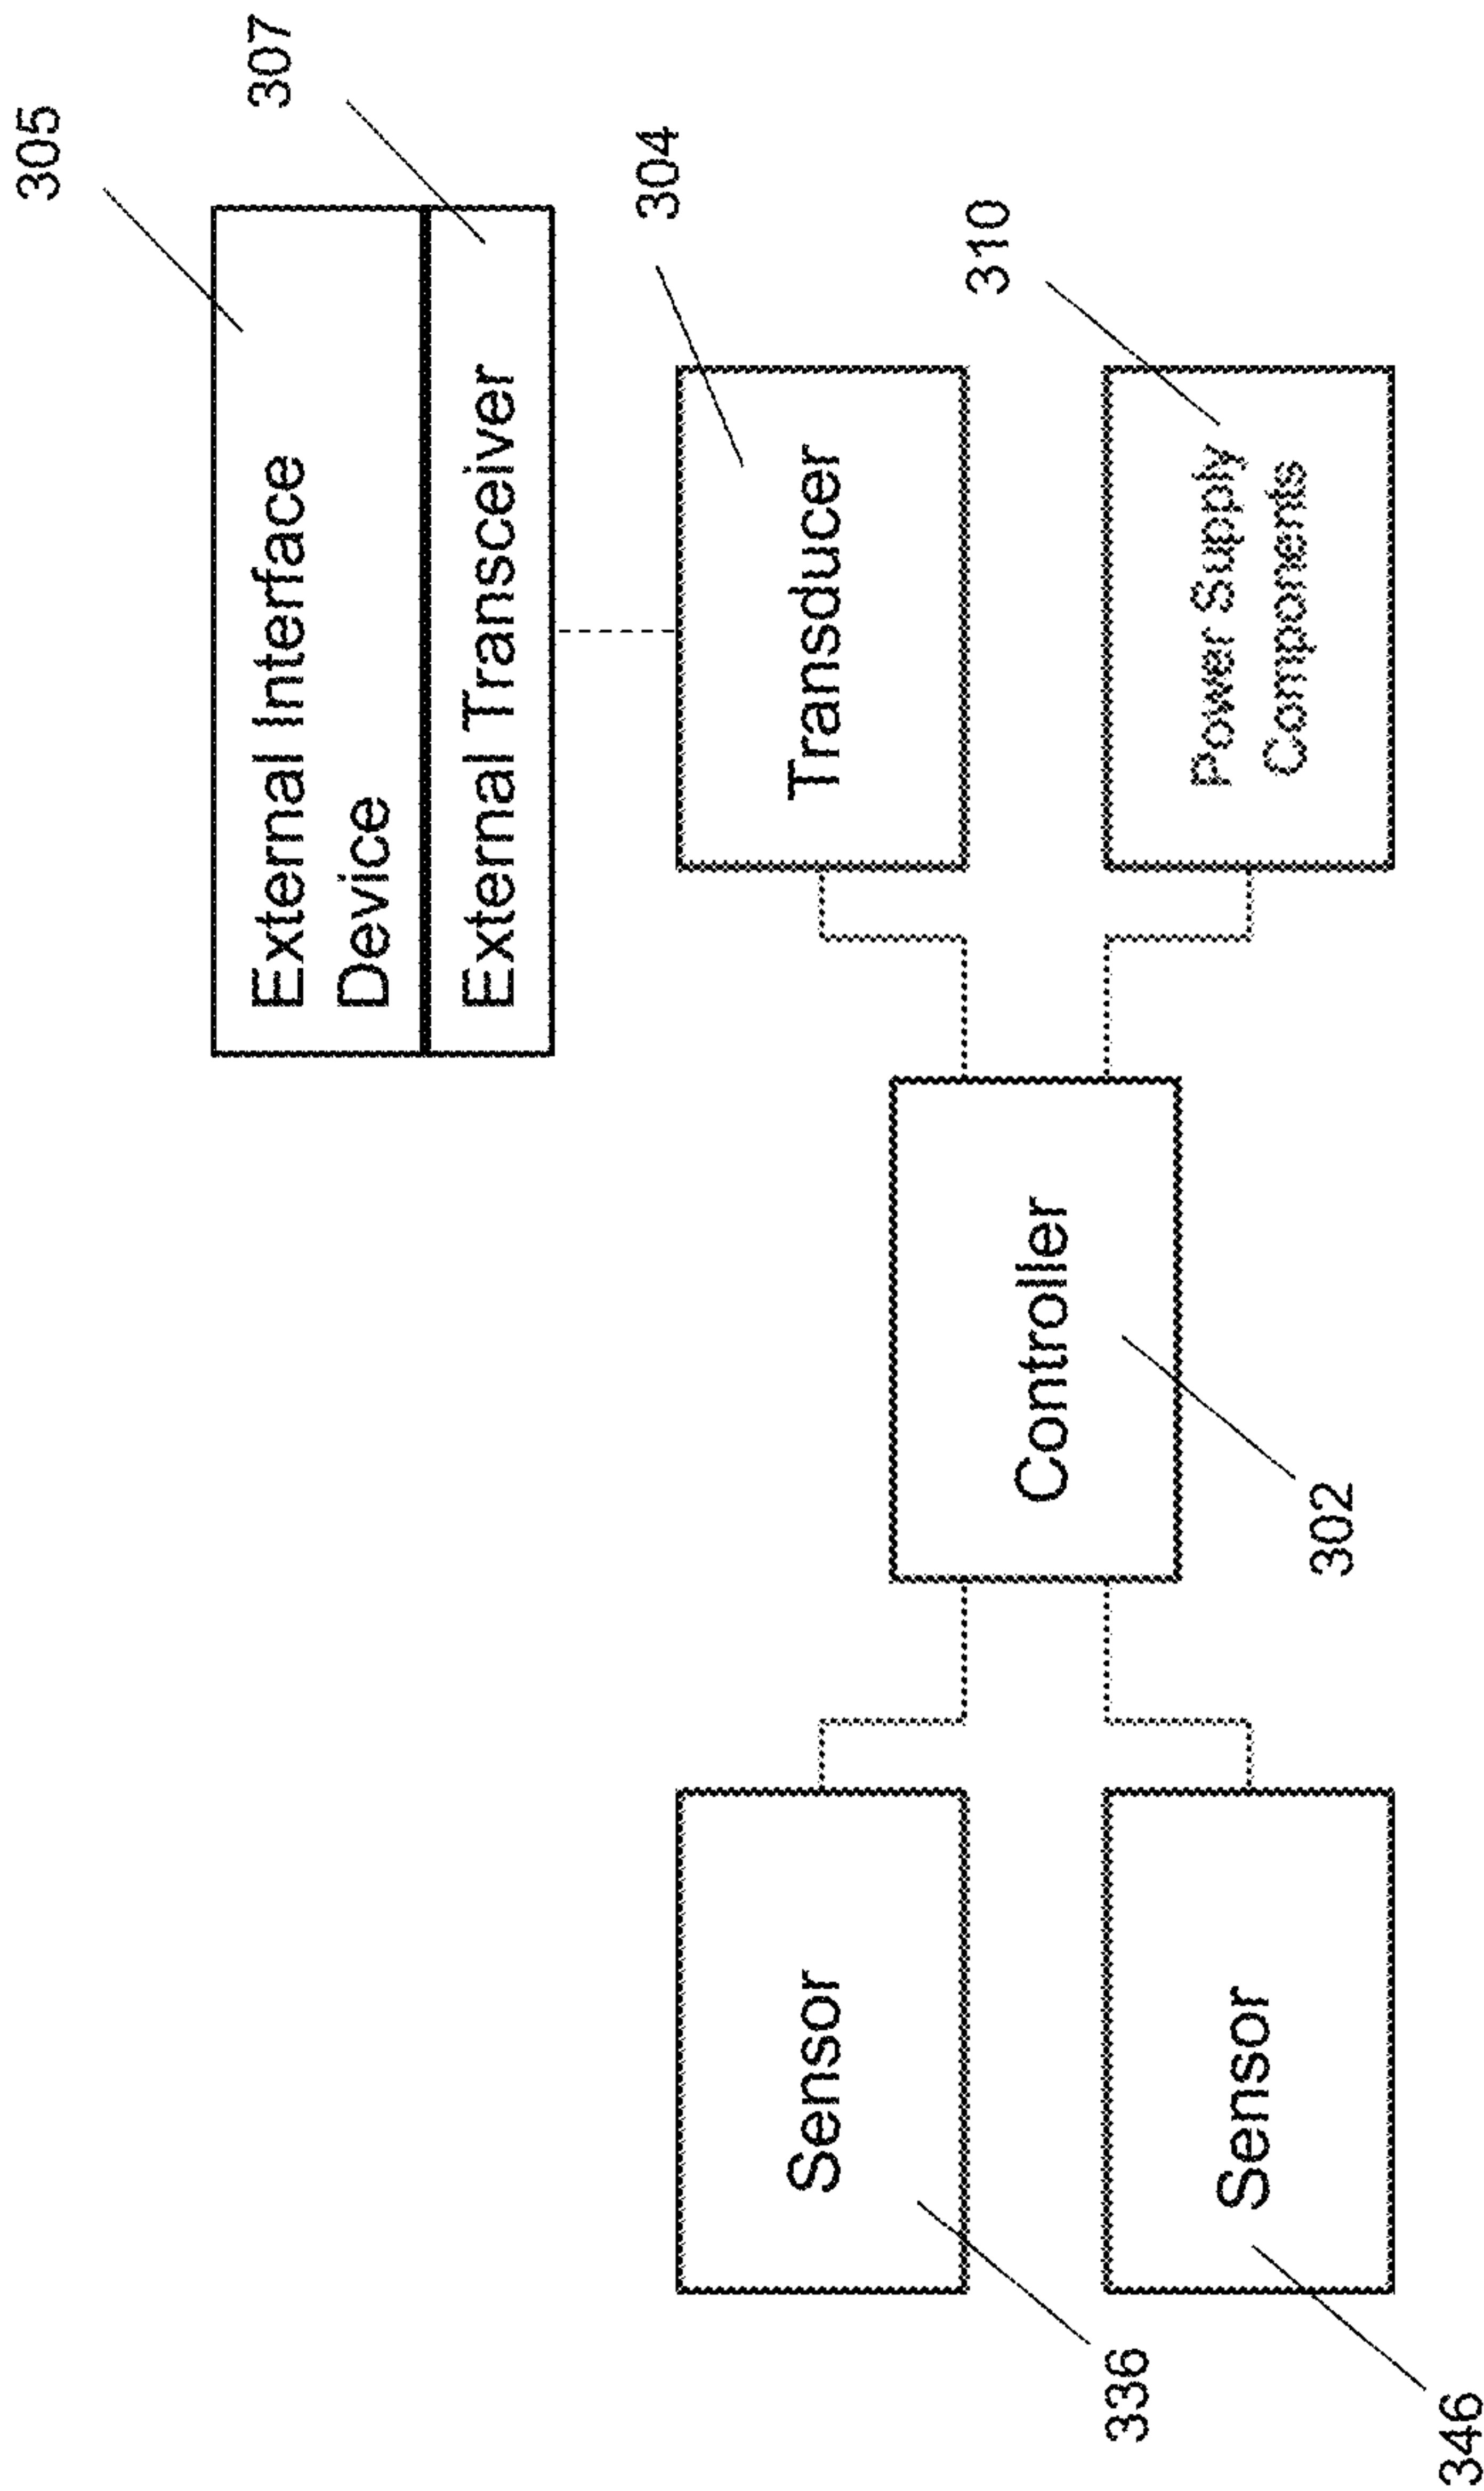 305
External Interface
Device
307
External Transceiver
304
Transducer
310
Power Supply
Components
Controller
302
Sensor
336
Sensor
346